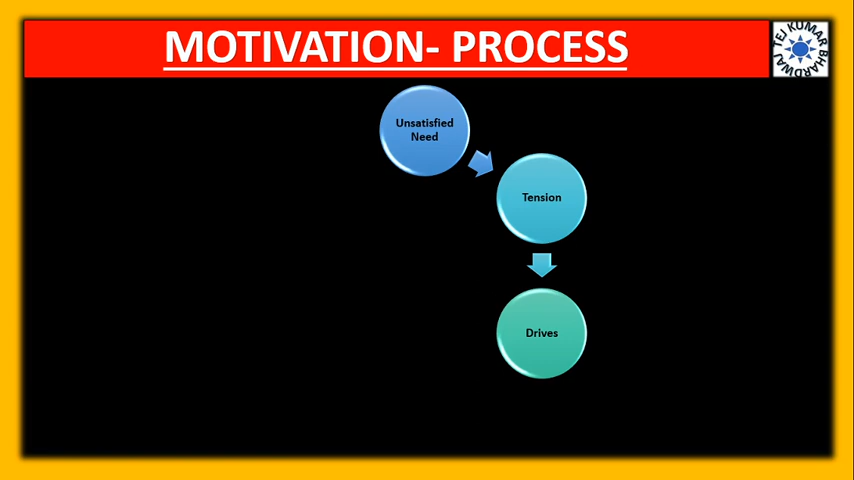 MOTIVATION- PROCESS
TEJ KUMAR BHARDWAJ
Unsatisfied
Need
Tension
Drives